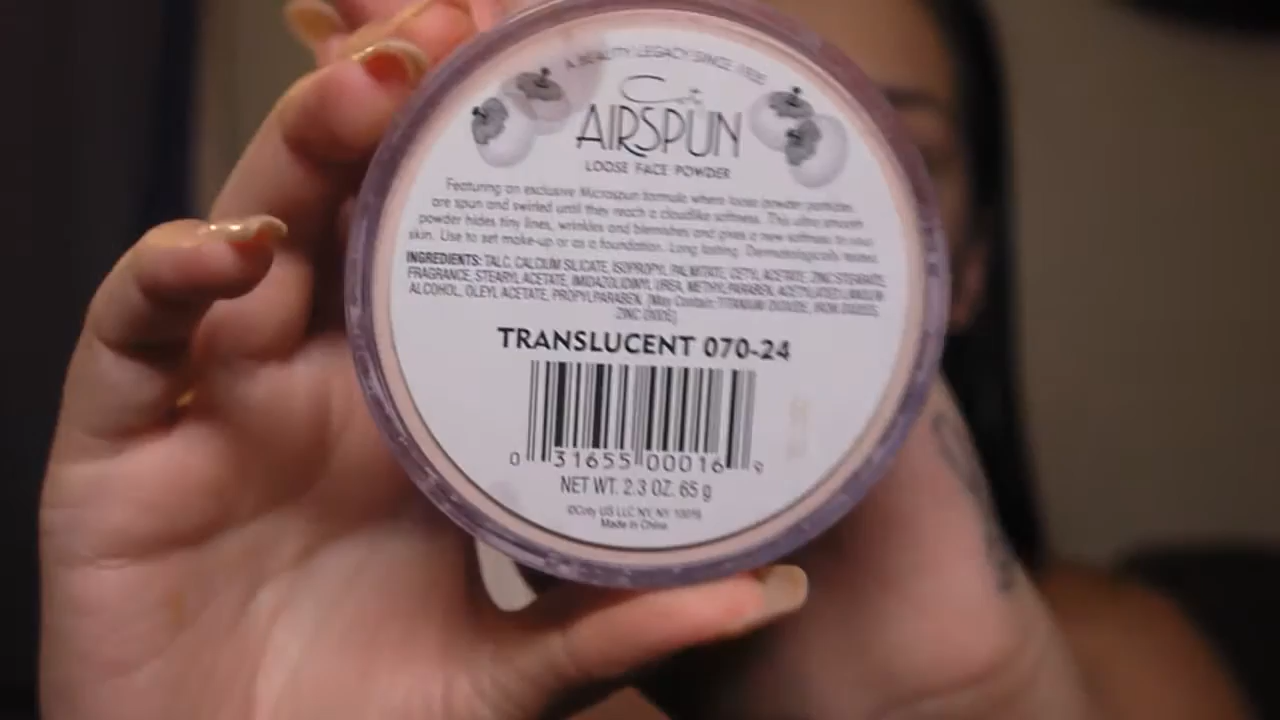 A BEAUTY LEGACY SINCE 1935
Coty
AIRSPUN
LOOSE FACE POWDER
Featuring an exclusive Microspun formula where loose powder particles
are spun and swirled until they reach a cloudlike softness. This ultra smooth
powder hides tiny lines, wrinkles and blemishes and gives a new softness to your
skin. Use to set make-up or as a foundation. Long lasting. Dermatologically tested.
INGREDIENTS: TALC, CALCIUM SILICATE, ISOPROPYL PALMITATE, CETYL ACETATE, ZINC STEARATE,
FRAGRANCE, STEARYL ACETATE, IMIDAZOLIDINYL UREA, METHYLPARABEN, ACETYLATED LANOLIN
ALCOHOL, OLEYL ACETATE, PROPYLPARABEN. [May Contain: TITANIUM DIOXIDE, IRON OXIDES,
ZINC OXIDE]
TRANSLUCENT 070-24
0 31655 00016 9
NET WT. 2.3 OZ. 65 g
©Coty US LLC NY, NY 10016
Made in China